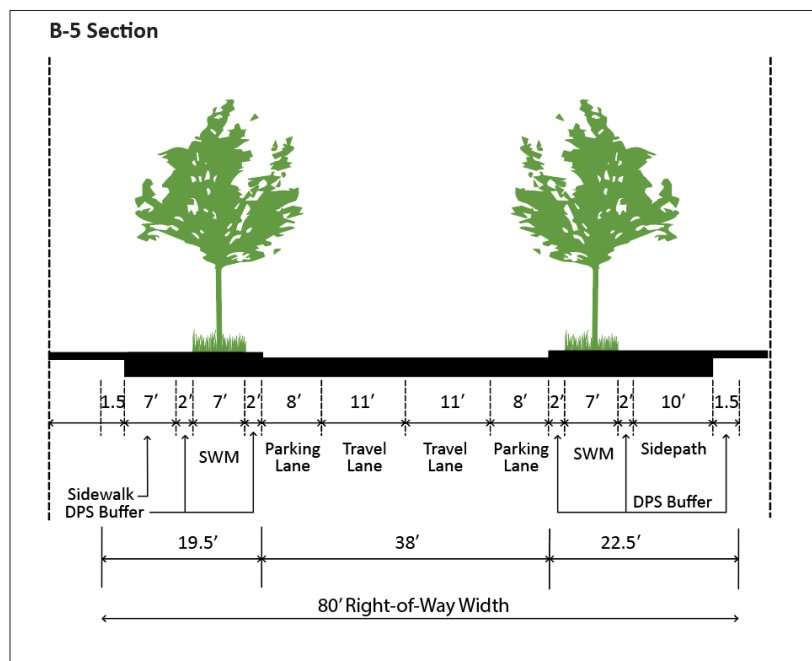 B-5 Section
1.5 7’ 2’ 7’ 2’ 8’ 11’ 11’ 8’ 2’ 7’ 2’ 10’ 1.5
SWM Parking Lane Travel Lane Travel Lane Parking Lane SWM Sidepath
Sidewalk
DPS Buffer DPS Buffer
19.5’ 38’ 22.5’
80’ Right-of-Way Width